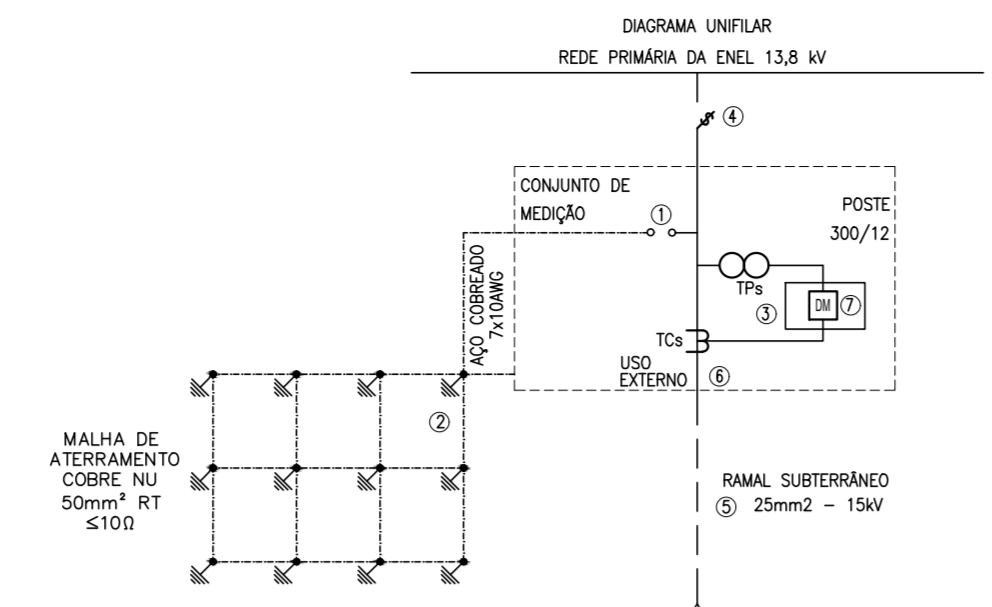 DIAGRAMA UNIFILAR
REDE PRIMÁRIA DA ENEL 13,8 kV
4
CONJUNTO DE
MEDIÇÃO
1
POSTE
300/12
AÇO COBREADO
7x10AWG
TPs
3
DM
7
TCs
USO
EXTERNO
6
2
MALHA DE
ATERRAMENTO
COBRE NU
50mm² RT
≤10Ω
RAMAL SUBTERRÂNEO
5 25mm2 – 15kV